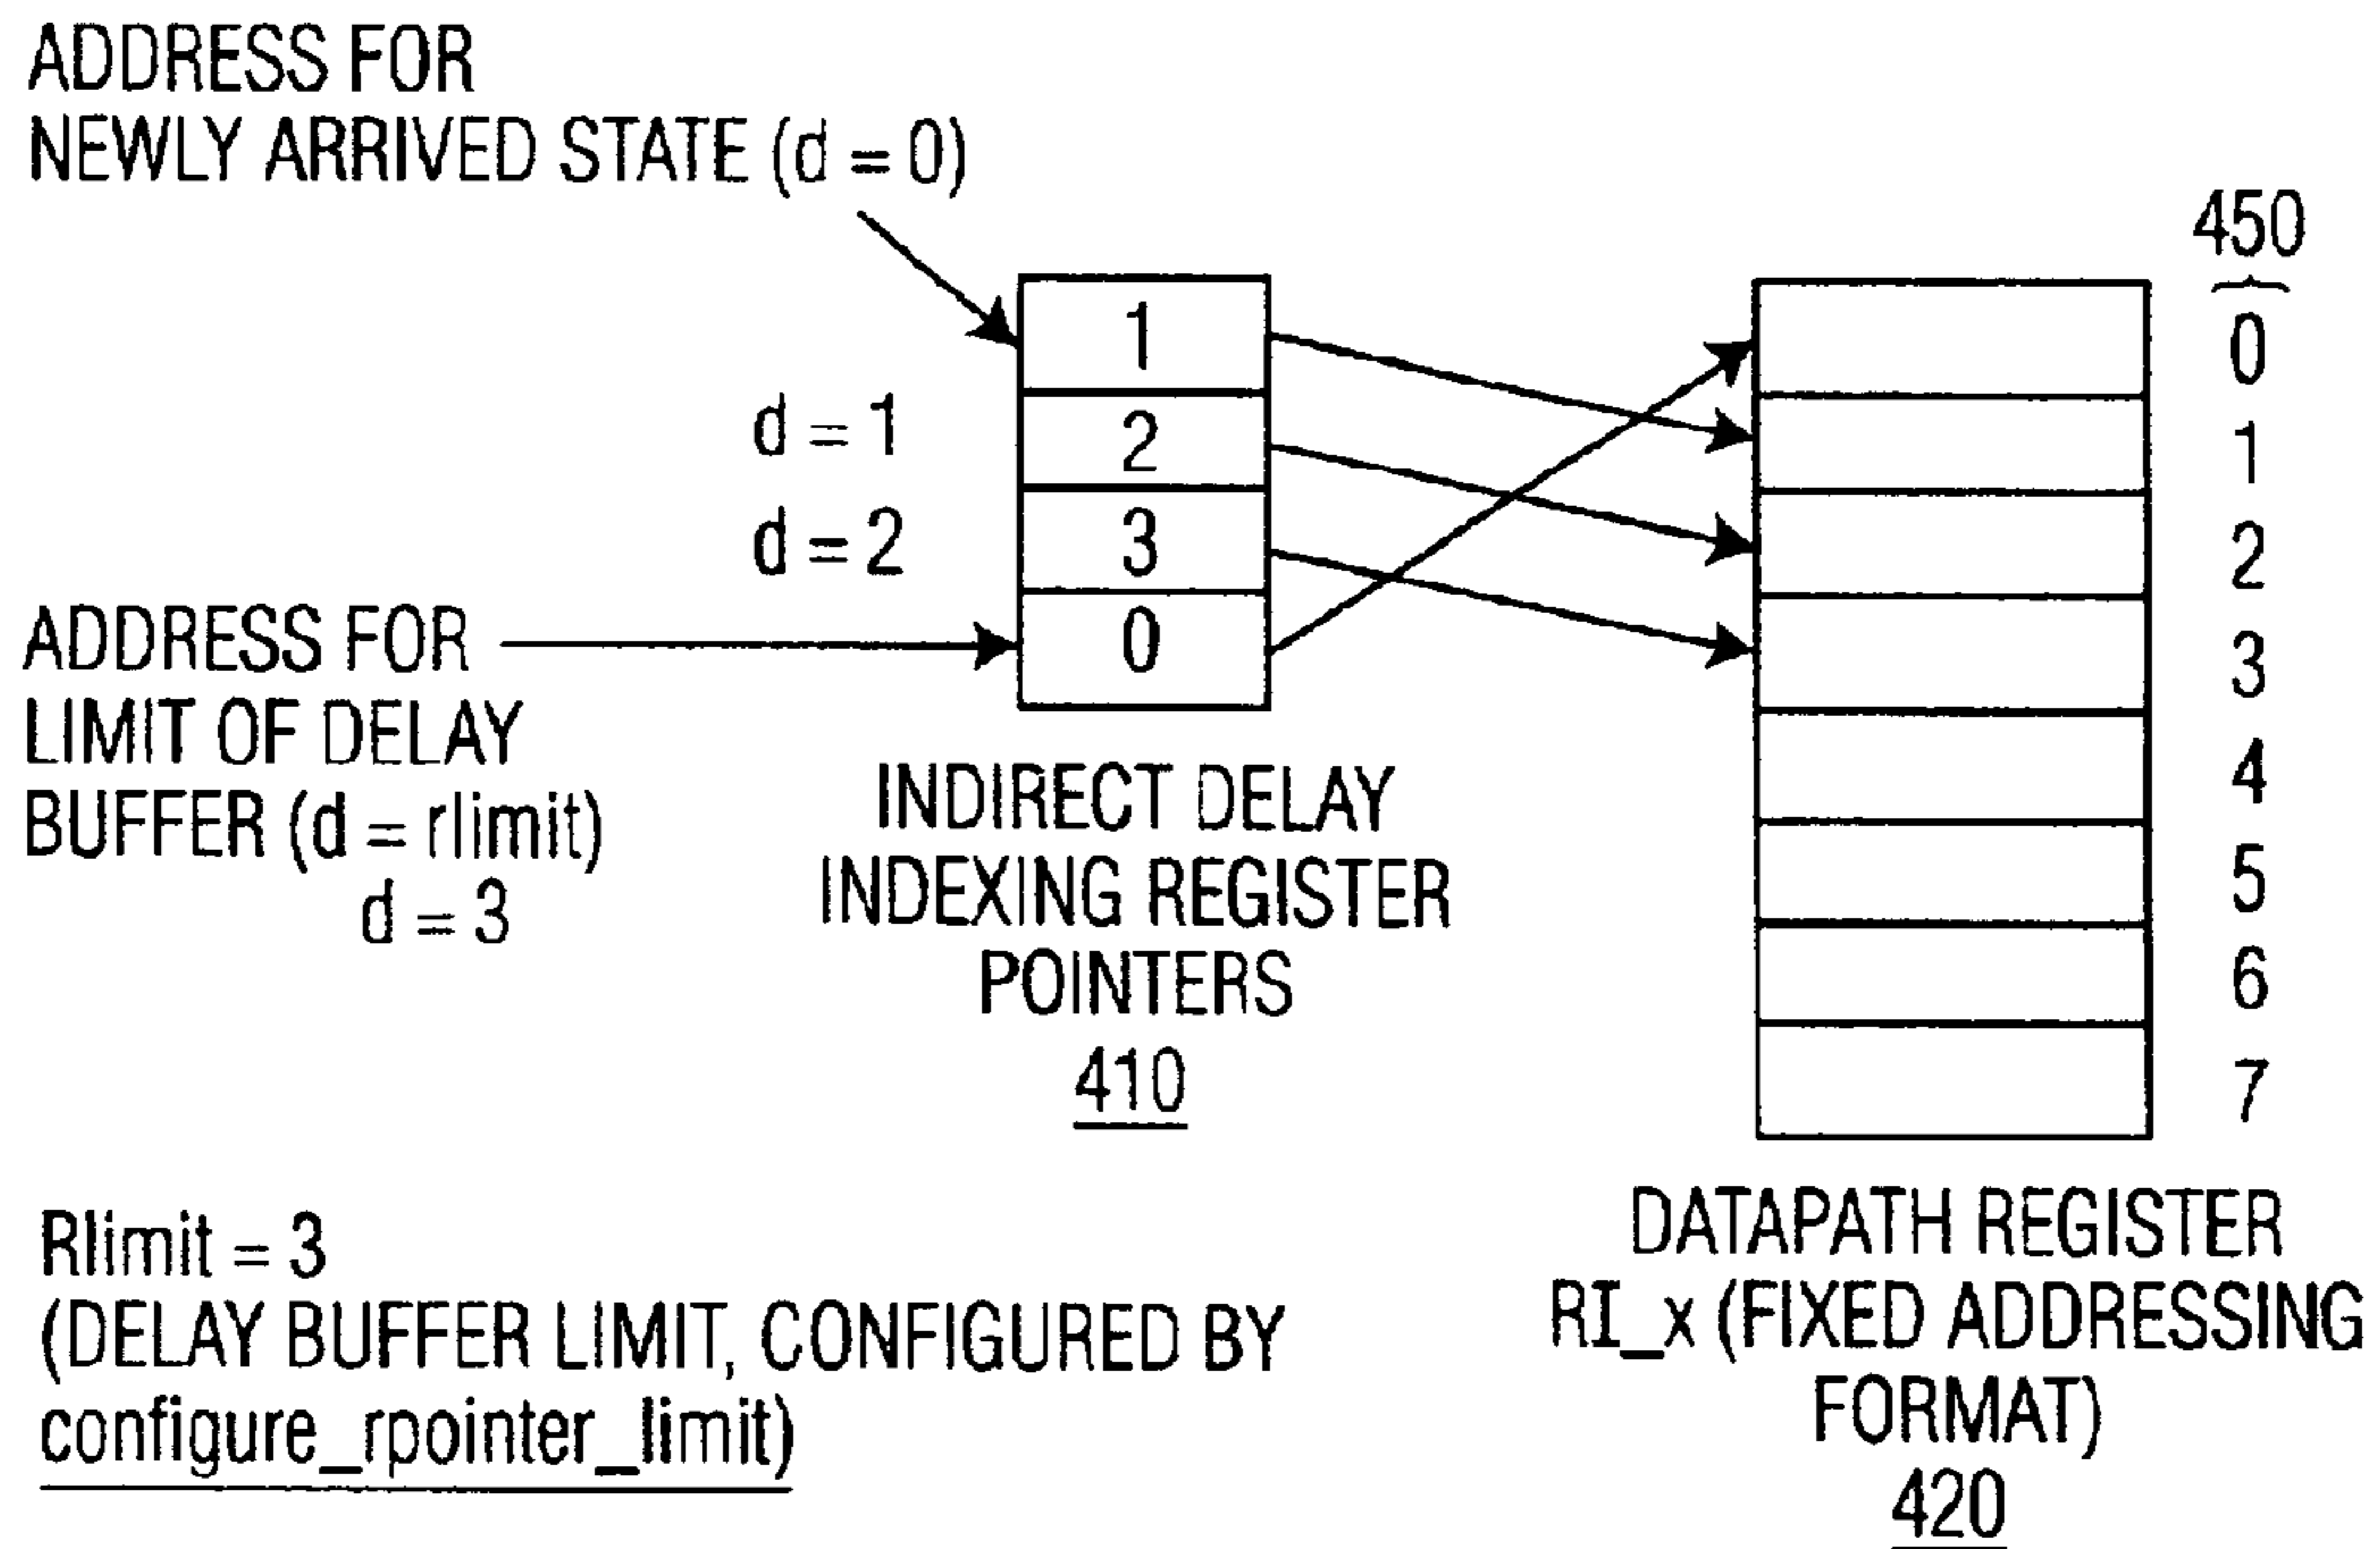 ADDRESS FOR
NEWLY ARRIVED STATE (d = 0)
450
1
0
d = 1
2
1
d = 2
3
2
ADDRESS FOR
LIMIT OF DELAY
BUFFER (d = rlimit)
d = 3
0
3
4
5
6
7
INDIRECT DELAY
INDEXING REGISTER
POINTERS
410
Rlimit = 3
(DELAY BUFFER LIMIT, CONFIGURED BY
configure_rpointer_limit)
DATAPATH REGISTER
RI_x (FIXED ADDRESSING
FORMAT)
420